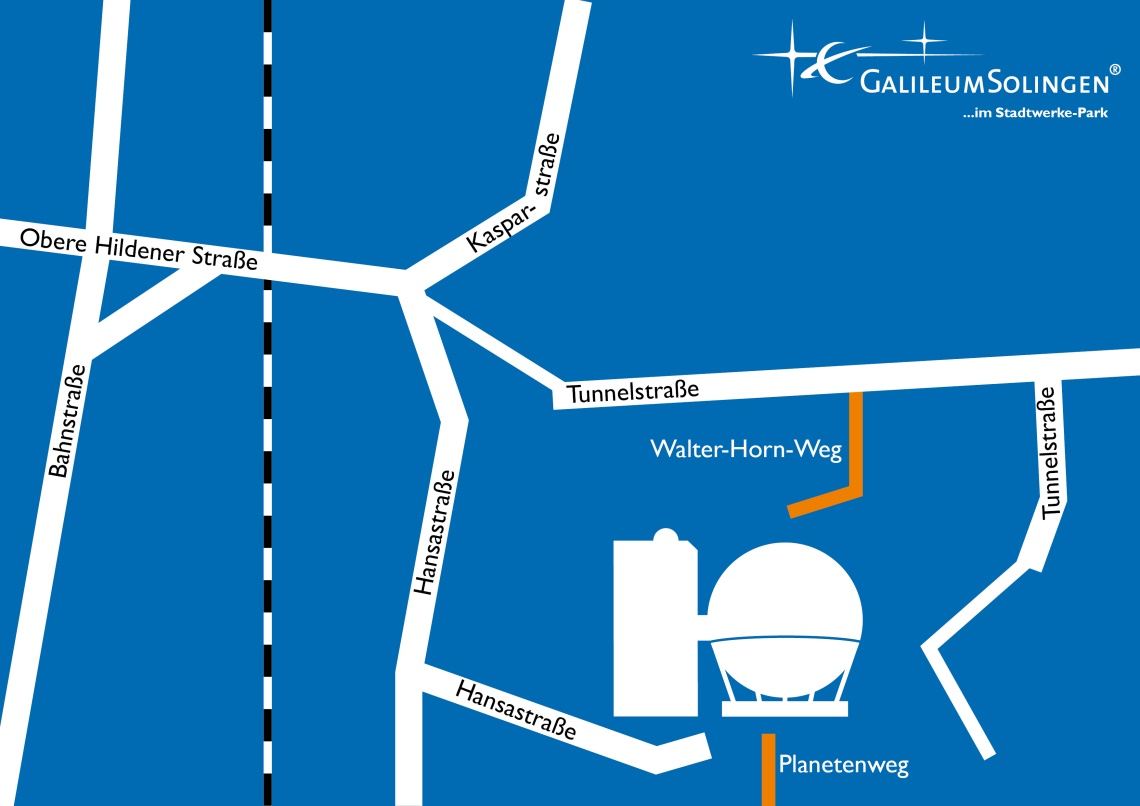 GALILEUMSOLINGEN®
...im Stadtwerke-Park
Kaspar-
straße
Obere Hildener Straße
Tunnelstraße
Bahnstraße
Walter-Horn-Weg
Tunnelstraße
Hansastraße
Hansastraße
Planetenweg